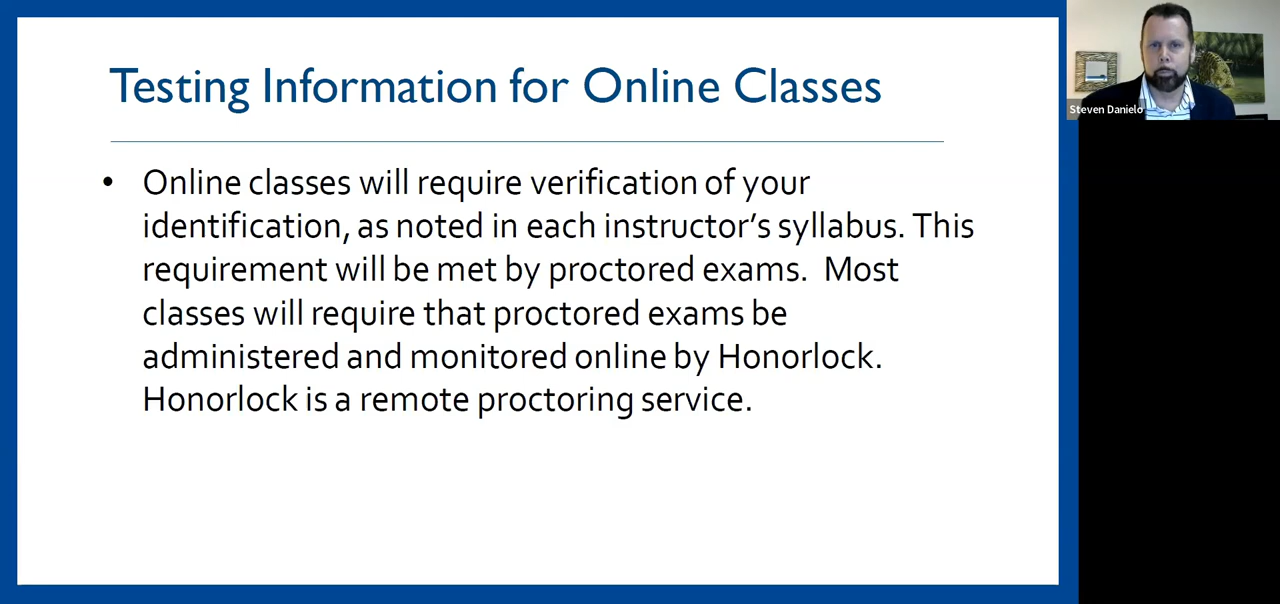 Testing Information for Online Classes
• Online classes will require verification of your
identification, as noted in each instructor’s syllabus. This
requirement will be met by proctored exams.  Most
classes will require that proctored exams be
administered and monitored online by Honorlock.
Honorlock is a remote proctoring service.
Steven Danielo